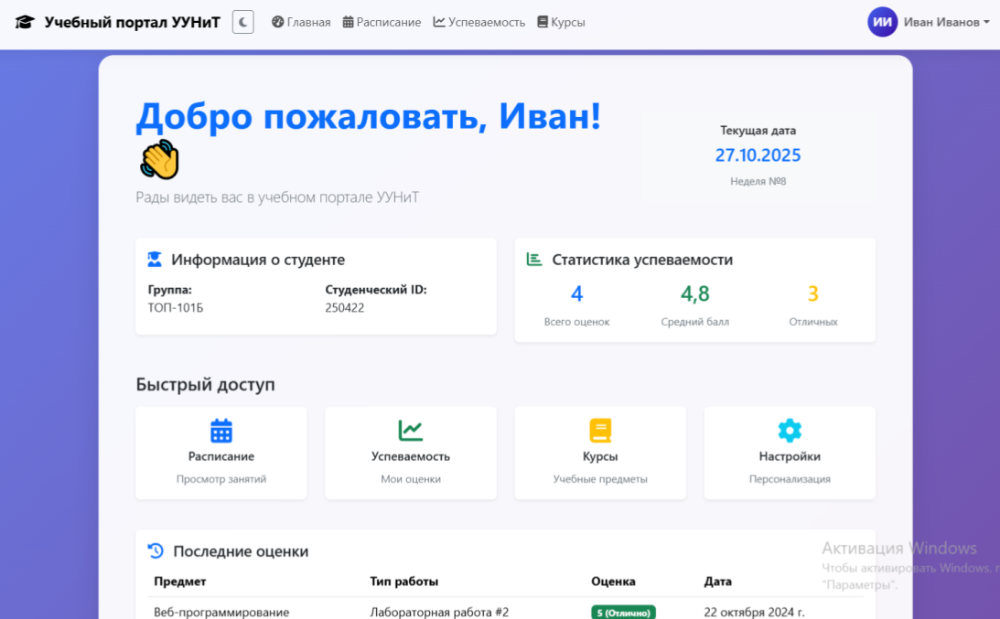 Учебный портал УУНиТ
Главная
Расписание
Успеваемость
Курсы
ИИ
Иван Иванов
Добро пожаловать, Иван!
Рады видеть вас в учебном портале УУНиТ
Текущая дата
27.10.2025
Неделя №8
Информация о студенте
Группа:
ТОП-101Б
Студенческий ID:
250422
Статистика успеваемости
4
Всего оценок
4,8
Средний балл
3
Отличных
Быстрый доступ
Расписание
Просмотр занятий
Успеваемость
Мои оценки
Курсы
Учебные предметы
Настройки
Персонализация
Последние оценки
Предмет Тип работы Оценка Дата
Веб-программирование Лабораторная работа #2 5 (Отлично) 22 октября 2024 г.
Активация Windows
Чтобы активировать Windows,
"Параметры".